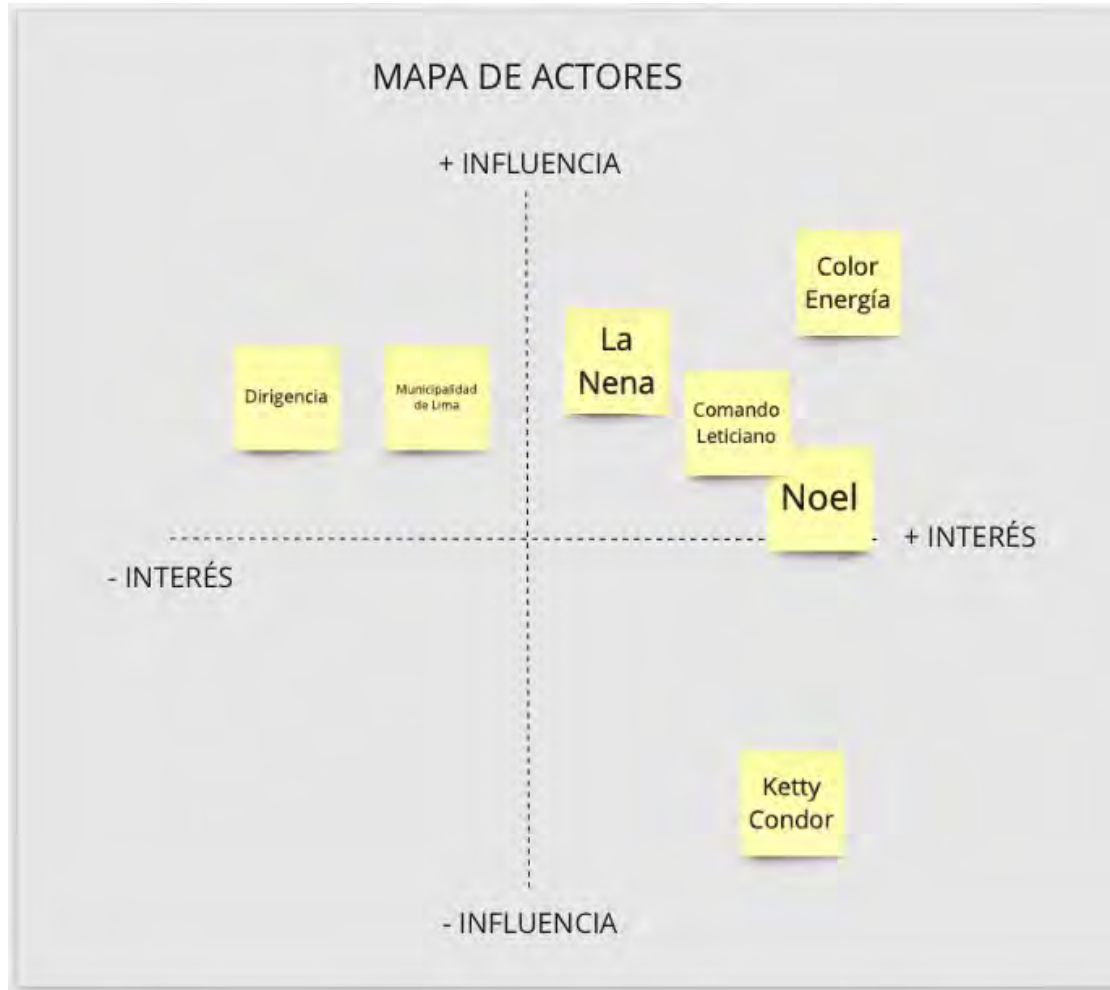 MAPA DE ACTORES
+ INFLUENCIA
Color
Energía
La
Nena
Dirigencia
Municipalidad
de Lima
Comando
Leticiano
Noel
+ INTERÉS
- INTERÉS
Ketty
Condor
- INFLUENCIA